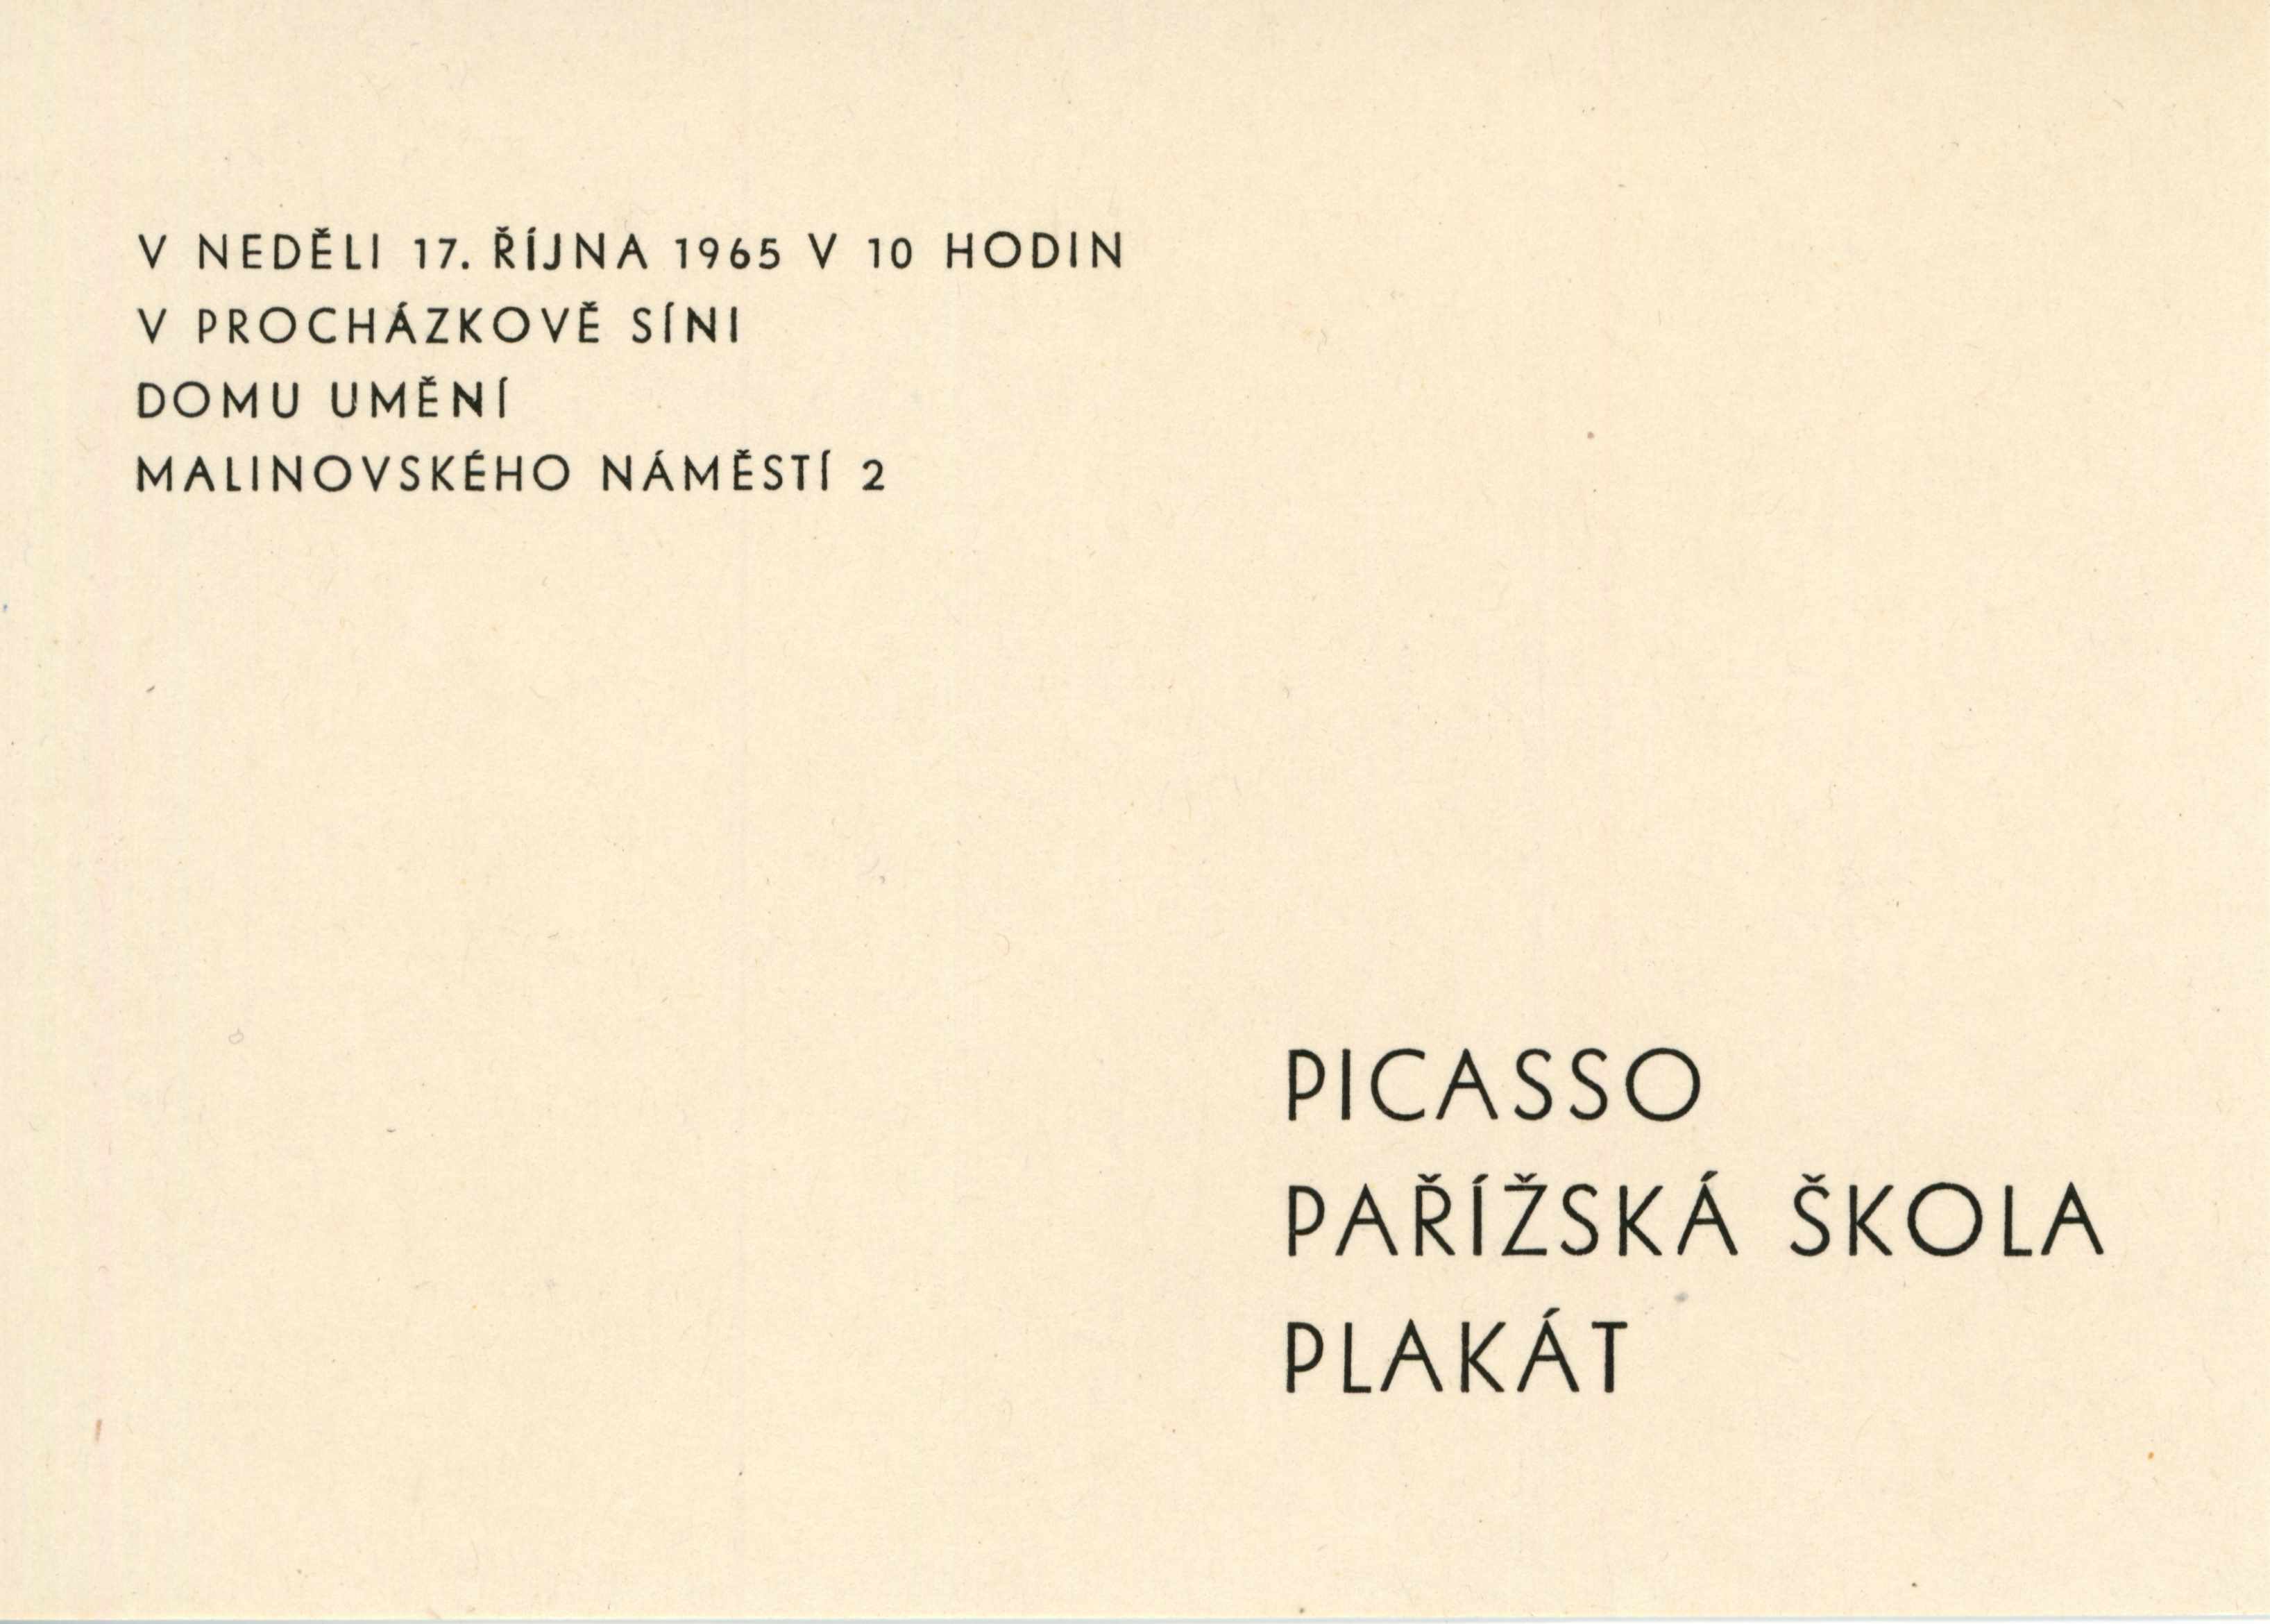 V NEDĚLI 17. ŘÍJNA 1965 V 10 HODIN
V PROCHÁZKOVĚ SÍNI
DOMU UMĚNÍ
MALINOVSKÉHO NÁMĚSTÍ 2
PICASSO
PAŘÍŽSKÁ ŠKOLA
PLAKÁT